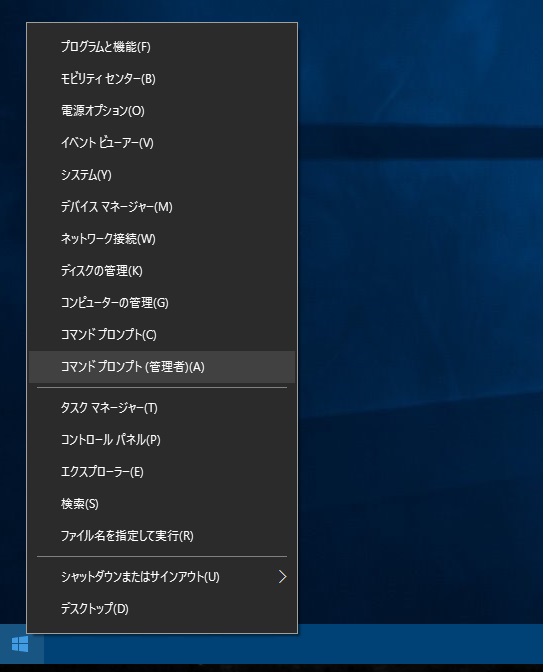 プログラムと機能(F)
モビリティ センター(B)
電源オプション(O)
イベント ビューアー(V)
システム(Y)
デバイス マネージャー(M)
ネットワーク接続(W)
ディスクの管理(K)
コンピューターの管理(G)
コマンド プロンプト(C)
コマンド プロンプト (管理者)(A)
タスク マネージャー(T)
コントロール パネル(P)
エクスプローラー(E)
検索(S)
ファイル名を指定して実行(R)
シャットダウンまたはサインアウト(U)
デスクトップ(D)